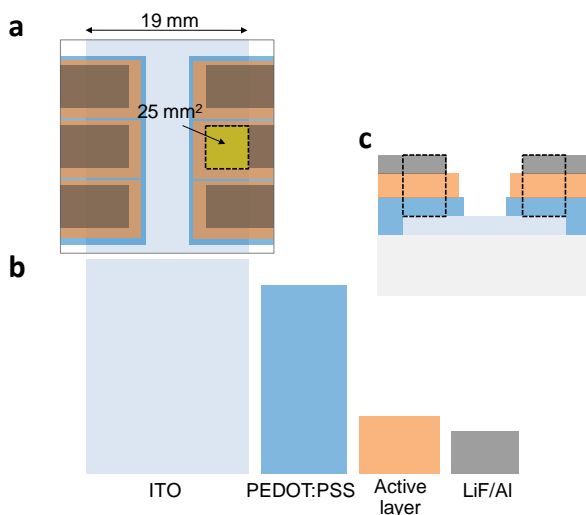 19 mm
a
25 mm²
c
b
ITO
PEDOT:PSS
Active
layer
LiF/Al